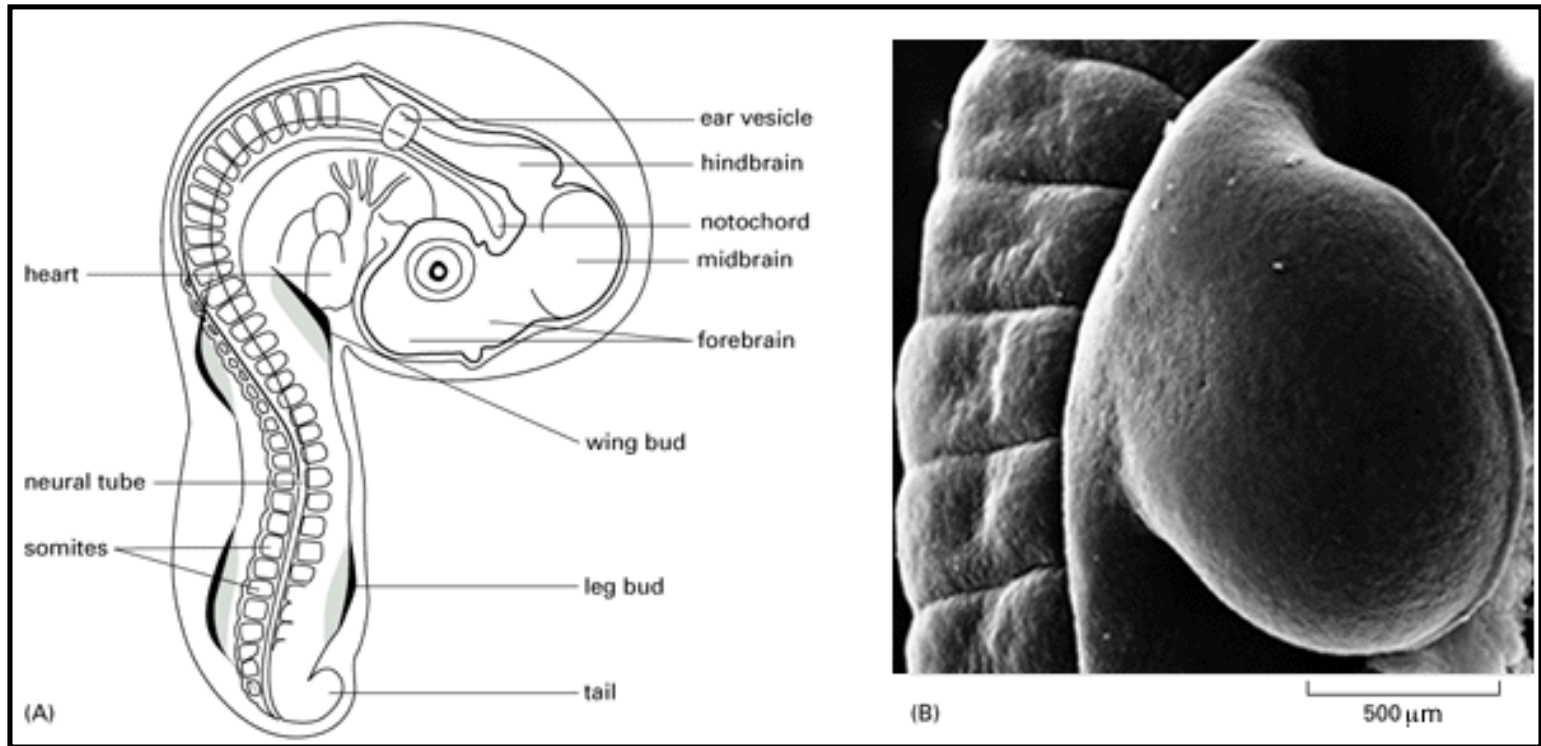 ear vesicle
hindbrain
notochord
midbrain
heart
forebrain
wing bud
neural tube
somites
leg bud
tail
(A)
(B)
500 μm